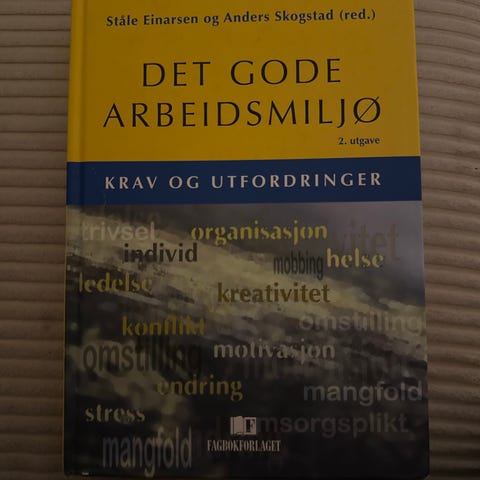 Ståle Einarsen og Anders Skogstad (red.)
DET GODE
ARBEIDSMILJØ
2. utgave
KRAV OG UTFORDRINGER
trivsel
organisasjon
individ
mobbing
helse
ledelse
kreativitet
konflikt
omstilling
omstilling
motivasjon
endring
mangfold
stress
omsorgsplikt
mangfold
F
FAGBOKFORLAGET